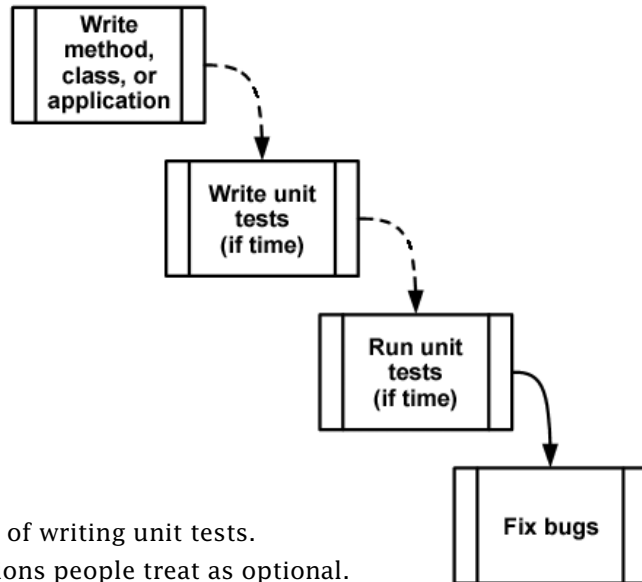 Write
method,
class, or
application
Write unit
tests
(if time)
Run unit
tests
(if time)
Fix bugs
of writing unit tests.
ions people treat as optional.